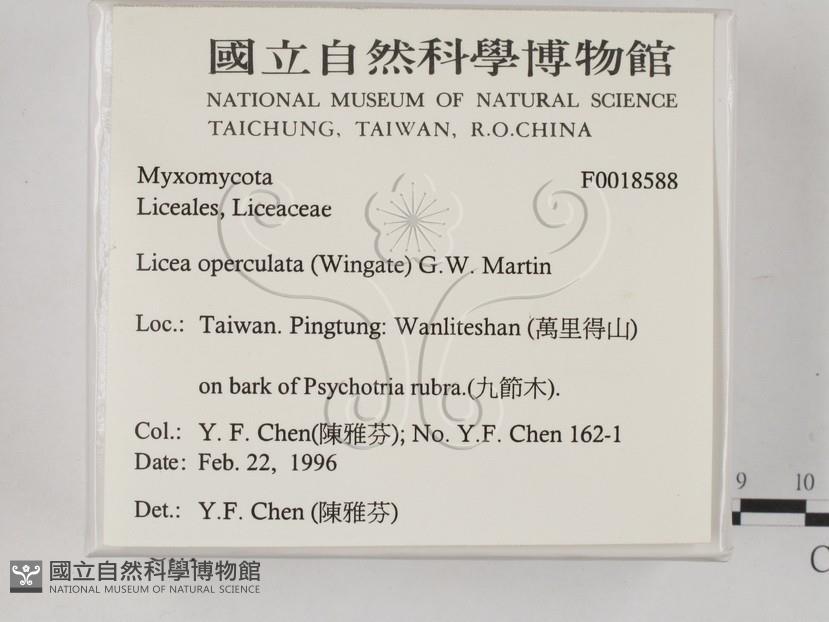 國立自然科學博物館
NATIONAL MUSEUM OF NATURAL SCIENCE
TAICHUNG, TAIWAN, R.O.CHINA
Myxomycota F0018588
Liceales, Liceaceae
Licea operculata (Wingate) G.W. Martin
Loc.: Taiwan. Pingtung: Wanliteshan (萬里得山)
on bark of Psychotria rubra.(九節木).
Col.: Y. F. Chen(陳雅芬); No. Y.F. Chen 162-1
Date: Feb. 22, 1996
Det.: Y.F. Chen (陳雅芬)
9 10
C
國立自然科學博物館
NATIONAL MUSEUM OF NATURAL SCIENCE